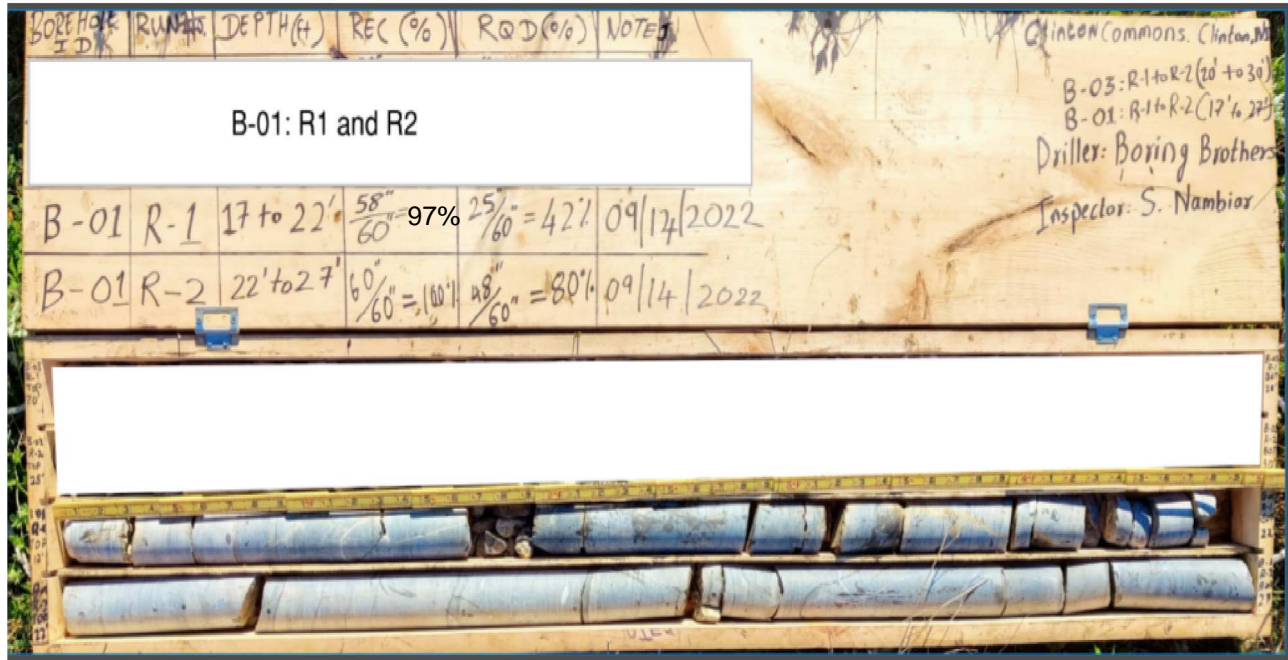 BOREHOLE ID RUN# DEPTH(ft) REC (%) RQD(%) NOTES
B-01: R1 and R2
B-01 R-1 17 to 22' 58"/60"= 97% 25/60" = 42% 09/14/2022
B-01 R-2 22' to 27' 60/60" = 100% 48"/60" = 80% 09/14/2022
Clinton Commons. Clinton, M
B-03: R-1 to R-2 (20' to 30')
B-01: R-1 to R-2 (17' to 27')
Driller: Boring Brothers
Inspector: S. Nambiar